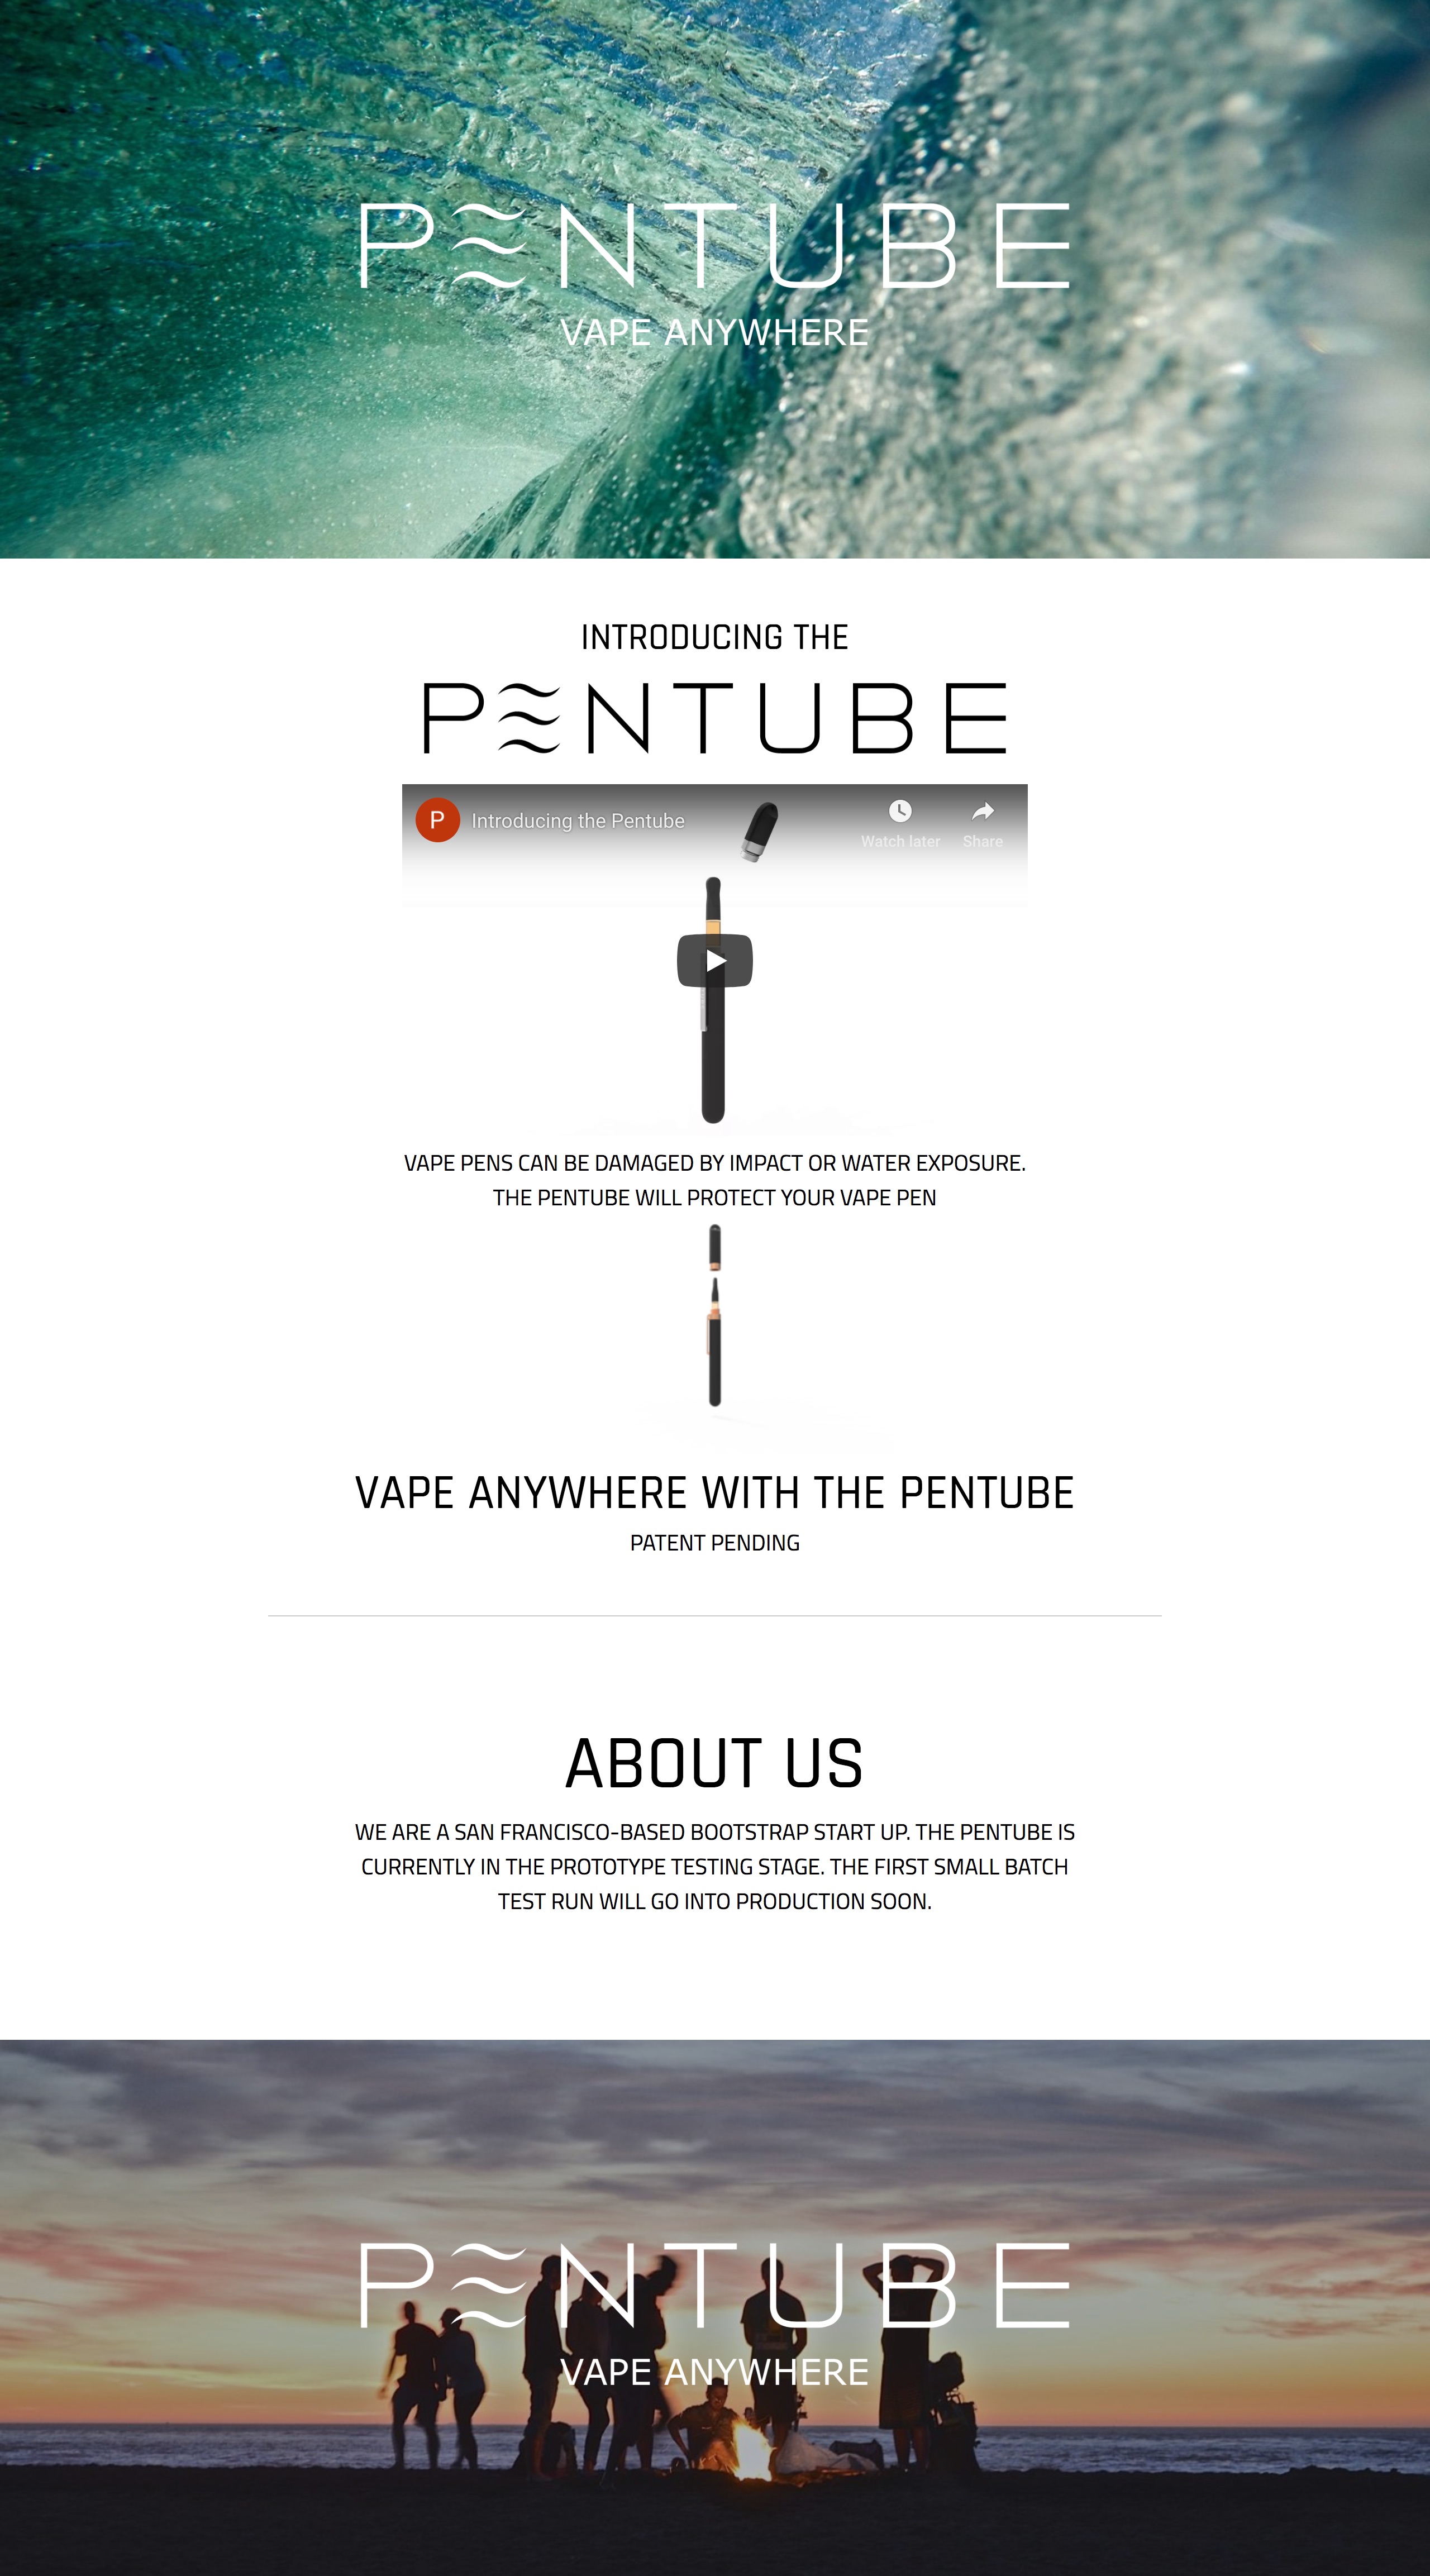 PENTUBE
VAPE ANYWHERE
INTRODUCING THE
PENTUBE
P
Introducing the Pentube
Watch later
Share
VAPE PENS CAN BE DAMAGED BY IMPACT OR WATER EXPOSURE.
THE PENTUBE WILL PROTECT YOUR VAPE PEN
VAPE ANYWHERE WITH THE PENTUBE
PATENT PENDING
ABOUT US
WE ARE A SAN FRANCISCO-BASED BOOTSTRAP START UP. THE PENTUBE IS
CURRENTLY IN THE PROTOTYPE TESTING STAGE. THE FIRST SMALL BATCH
TEST RUN WILL GO INTO PRODUCTION SOON.
PENTUBE
VAPE ANYWHERE